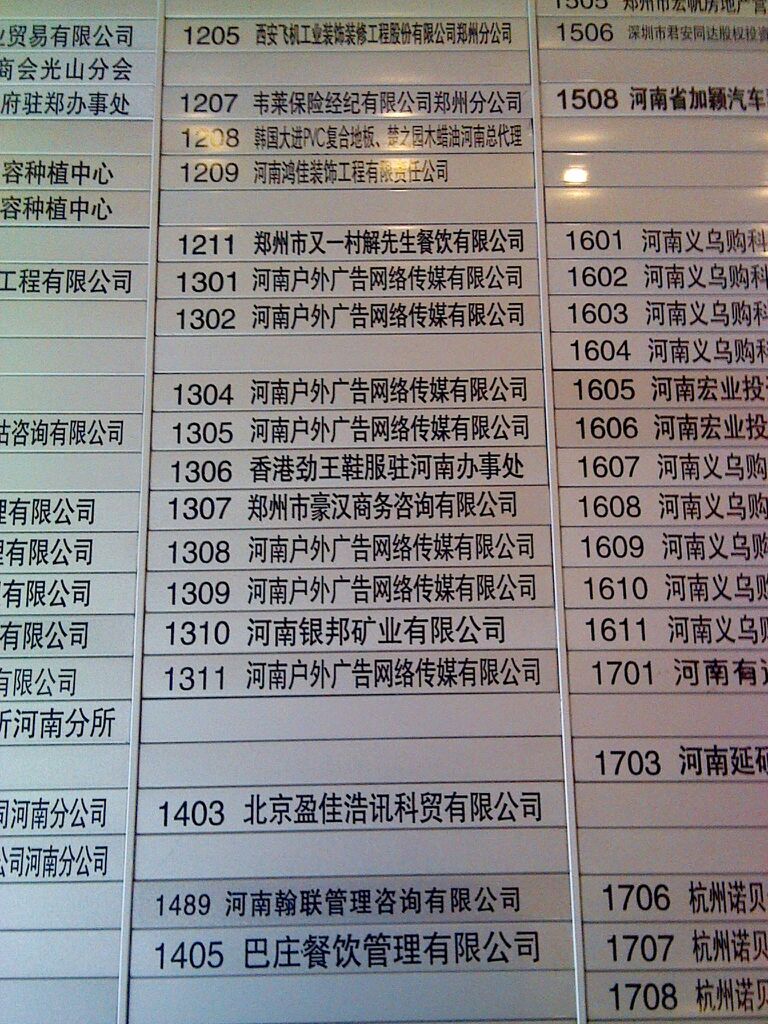 贸易有限公司
商会光山分会
府驻郑办事处
容种植中心
容种植中心
工程有限公司
咨询有限公司
有限公司
有限公司
有限公司
有限公司
有限公司
所河南分所
司河南分公司
公司河南分公司
1205 西安飞机工业装饰装修工程股份有限公司郑州分公司
1207 韦莱保险经纪有限公司郑州分公司
1208 韩国大进PVC复合地板、楚之园木蜡油河南总代理
1209 河南鸿佳装饰工程有限责任公司
1211 郑州市又一村解先生餐饮有限公司
1301 河南户外广告网络传媒有限公司
1302 河南户外广告网络传媒有限公司
1304 河南户外广告网络传媒有限公司
1305 河南户外广告网络传媒有限公司
1306 香港劲王鞋服驻河南办事处
1307 郑州市豪汉商务咨询有限公司
1308 河南户外广告网络传媒有限公司
1309 河南户外广告网络传媒有限公司
1310 河南银邦矿业有限公司
1311 河南户外广告网络传媒有限公司
1403 北京盈佳浩讯科贸有限公司
1489 河南翰联管理咨询有限公司
1405 巴庄餐饮管理有限公司
1505 郑州市宏帆房地产营
1506 深圳市君安同达股权投资
1508 河南省加颖汽车
1601 河南义乌购科
1602 河南义乌购科
1603 河南义乌购科
1604 河南义乌购科
1605 河南宏业投
1606 河南宏业投
1607 河南义乌购
1608 河南义乌购
1609 河南义乌购
1610 河南义乌购
1611 河南义乌购
1701 河南有
1703 河南延硕
1706 杭州诺贝
1707 杭州诺贝
1708 杭州诺贝